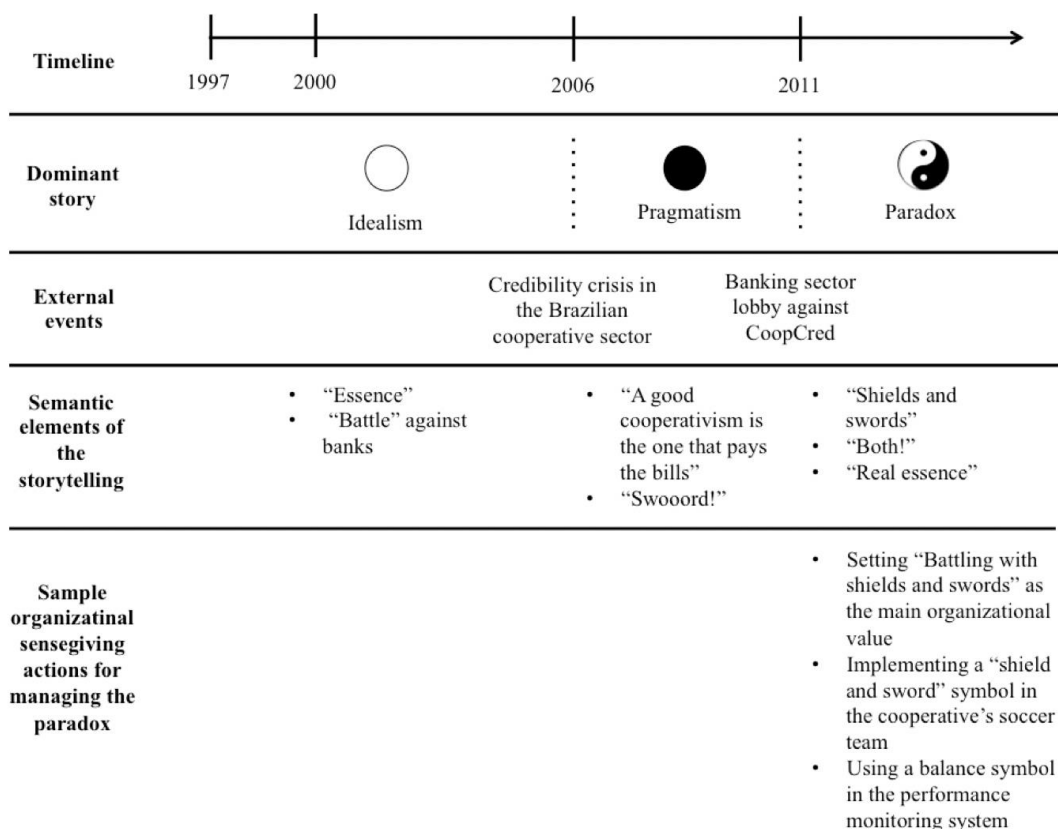 Timeline
1997
2000
2006
2011
Dominant
story
Idealism
Pragmatism
Paradox
External
events
Credibility crisis in
the Brazilian
cooperative sector
Banking sector
lobby against
CoopCred
Semantic
elements of
the
storytelling
• “Essence”
• “Battle” against
banks
• “A good
cooperativism is
the one that pays
the bills”
• “Swooord!”
• “Shields and
swords”
• “Both!”
• “Real essence”
Sample
organizatinal
sensegiving
actions for
managing the
paradox
• Setting “Battling with
shields and swords” as
the main organizational
value
• Implementing a “shield
and sword” symbol in
the cooperative’s soccer
team
• Using a balance symbol
in the performance
monitoring system